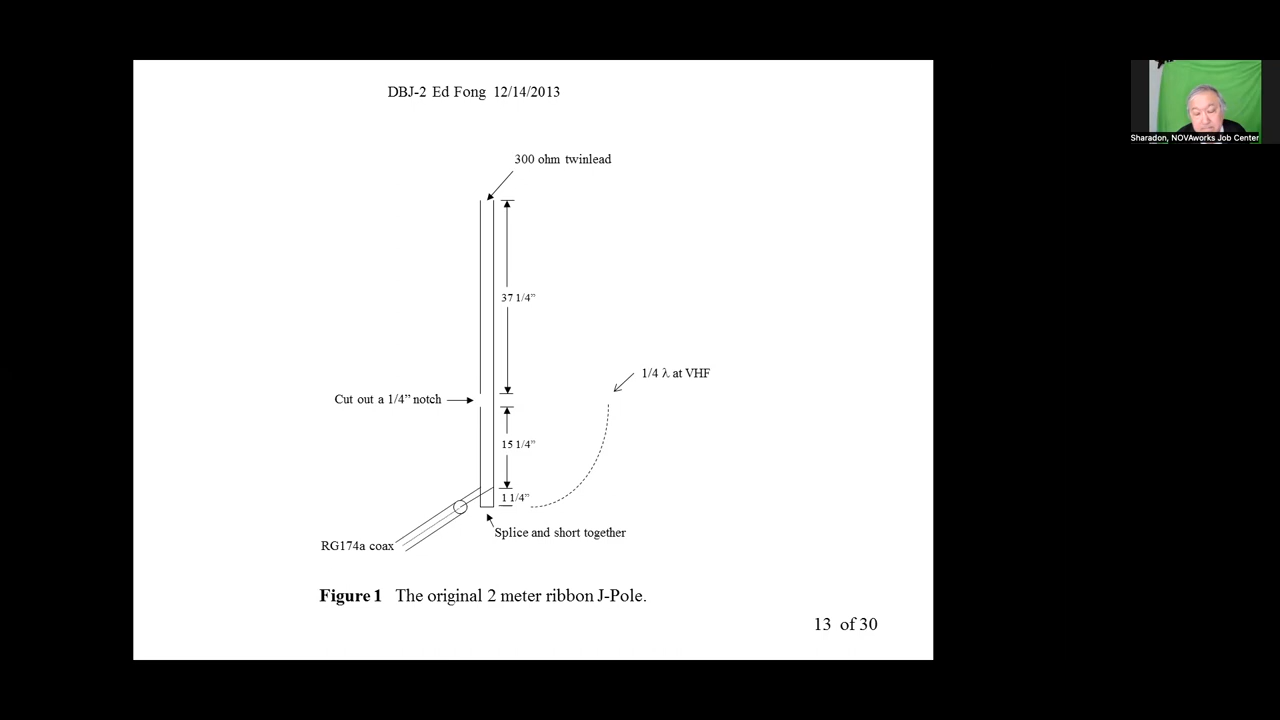 DBJ-2 Ed Fong 12/14/2013
Sharadon, NOVAworks Job Center
300 ohm twinlead
37 1/4”
1/4 λ at VHF
Cut out a 1/4” notch
15 1/4”
1 1/4”
Splice and short together
RG174a coax
Figure 1 The original 2 meter ribbon J-Pole.
13 of 30